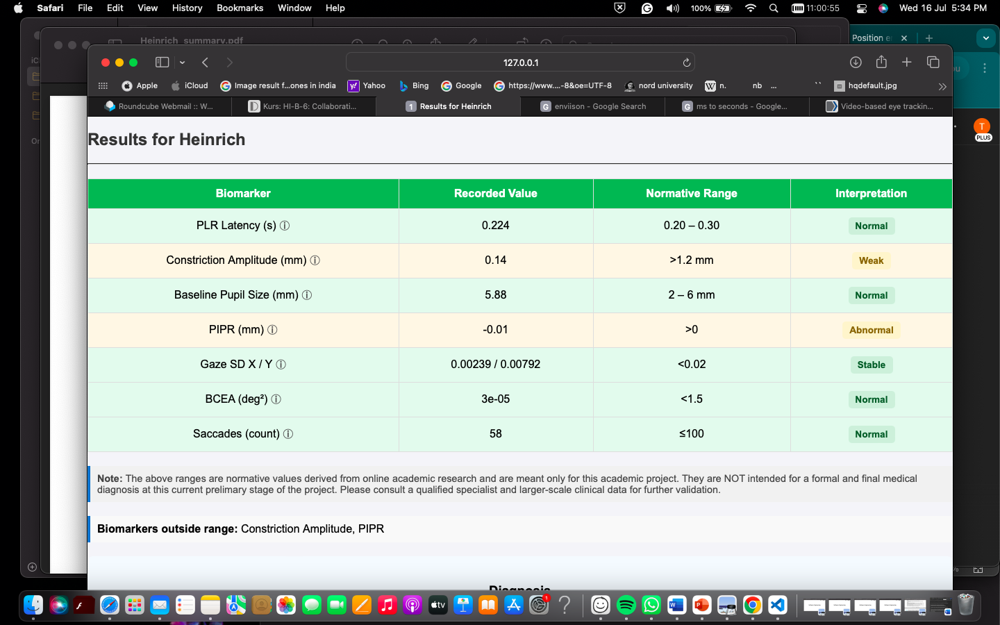 Safari File Edit View History Bookmarks Window Help 100% 11:00:55 Wed 16 Jul 5:34 PM
Heinrich_summary.pdf
Position e
127.0.0.1
Apple iCloud Image result f...ones in india Yahoo Bing Google https://www....-8&oe=UTF-8 nord university n. nb ... `` hqdefault.jpg
Roundcube Webmail :: W... Kurs: HI-B-6: Collaborati... Results for Heinrich enviison - Google Search ms to seconds - Google... Video-based eye trackin...
T
PLUS
Results for Heinrich
Biomarker Recorded Value Normative Range Interpretation
PLR Latency (s) ⓘ 0.224 0.20 – 0.30 Normal
Constriction Amplitude (mm) ⓘ 0.14 >1.2 mm Weak
Baseline Pupil Size (mm) ⓘ 5.88 2 – 6 mm Normal
PIPR (mm) ⓘ -0.01 >0 Abnormal
Gaze SD X / Y ⓘ 0.00239 / 0.00792 <0.02 Stable
BCEA (deg²) ⓘ 3e-05 <1.5 Normal
Saccades (count) ⓘ 58 ≤100 Normal
Note: The above ranges are normative values derived from online academic research and are meant only for this academic project. They are NOT intended for a formal and final medical
diagnosis at this current prelimary stage of the project. Please consult a qualified specialist and larger-scale clinical data for further validation.
Biomarkers outside range: Constriction Amplitude, PIPR
Diagnosis
tv